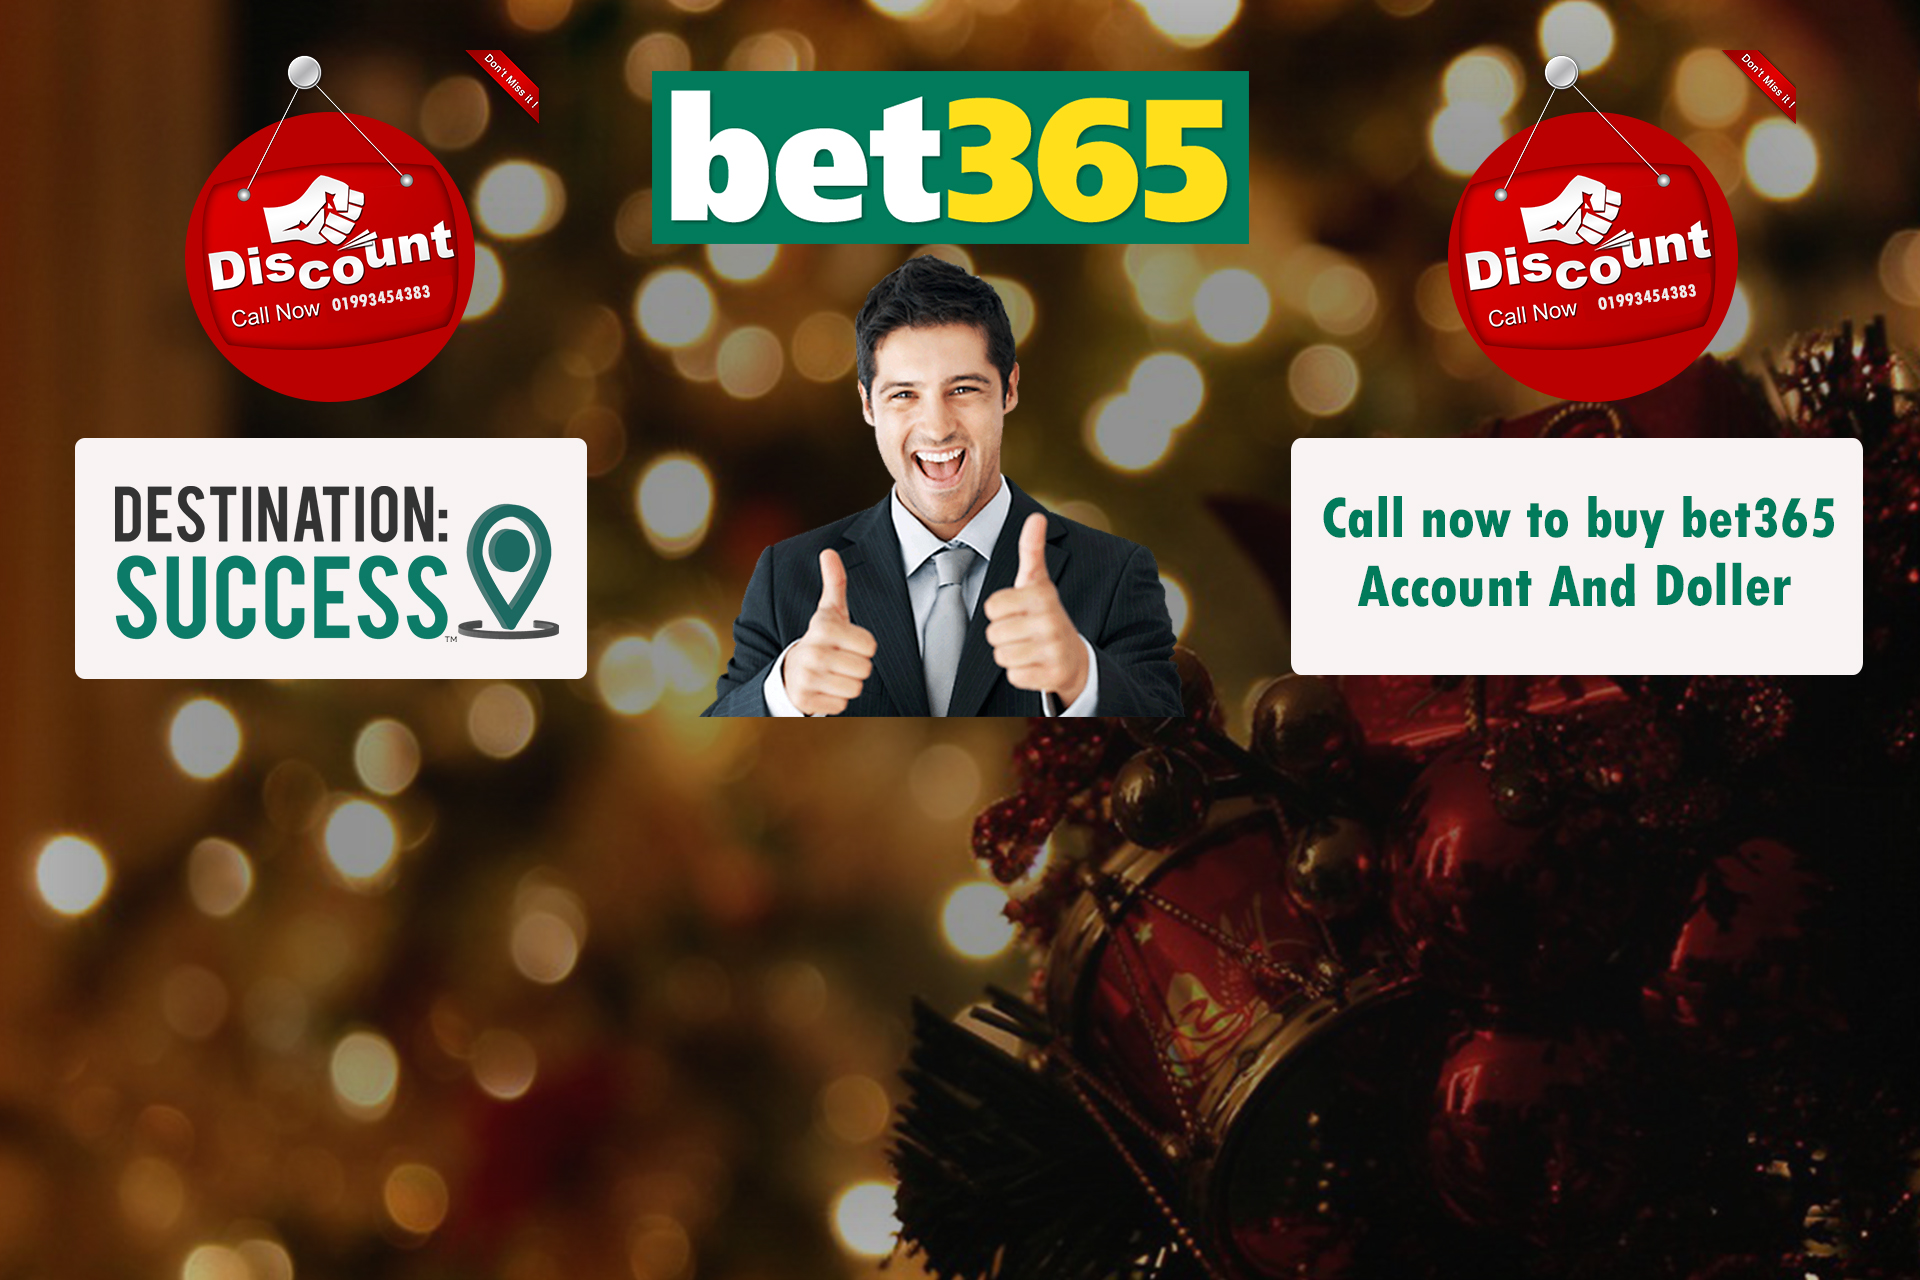 Don't Miss it !
Discount
Call Now 01993454383
bet365
Don't Miss it !
Discount
Call Now 01993454383
DESTINATION:
SUCCESS
TM
Call now to buy bet365
Account And Doller